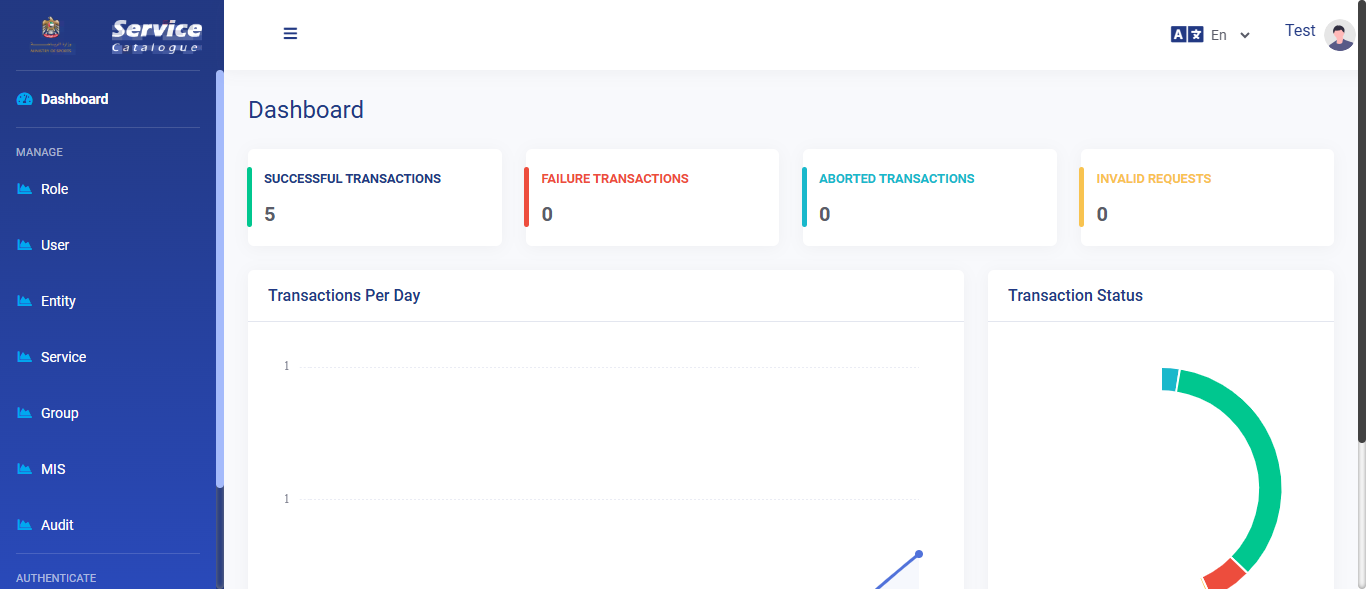 Service
Catalogue
En
Test
Dashboard
MANAGE
Role
User
Entity
Service
Group
MIS
Audit
AUTHENTICATE
Dashboard
SUCCESSFUL TRANSACTIONS
5
FAILURE TRANSACTIONS
0
ABORTED TRANSACTIONS
0
INVALID REQUESTS
0
Transactions Per Day
1
1
Transaction Status